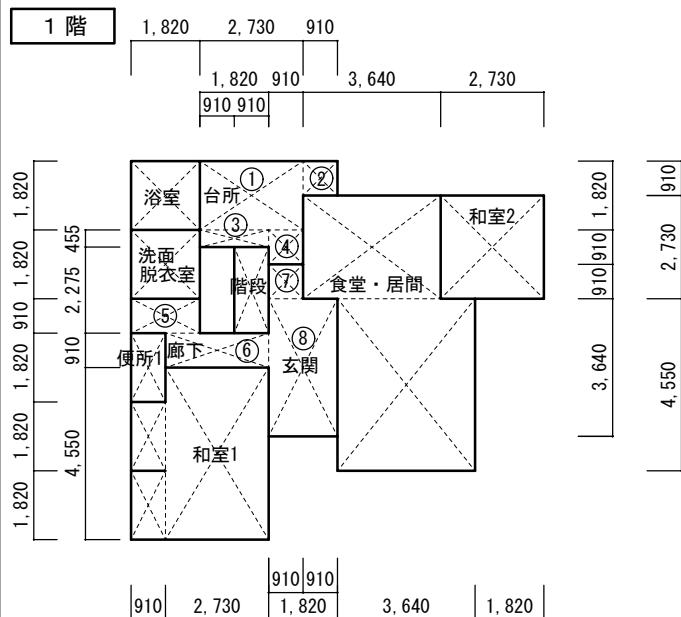 1 階
1,820 2,730 910
1,820 910 3,640 2,730
910 910
浴室 台所 ① ②
③ ④
洗面
脱衣室
階段 ⑦ 食堂・居間 和室2
⑤
便所1 廊下 ⑥ ⑧
玄関
和室1
1,820 1,820 910 1,820 1,820 1,820
455 2,275 910 4,550
1,820 910 910 3,640
910 2,730 4,550
910 910
910 2,730 1,820 3,640 1,820